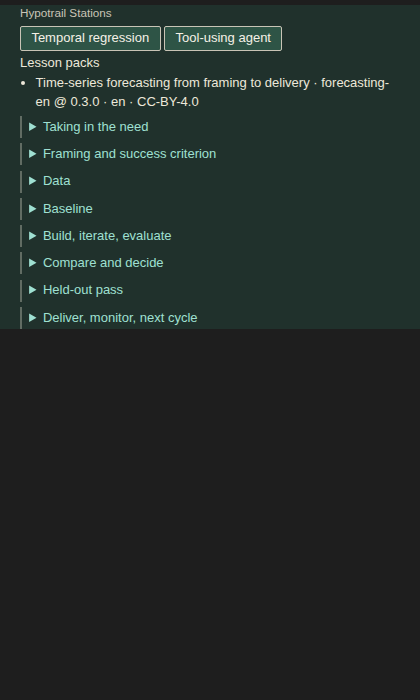 Hypotrail Stations
Temporal regression Tool-using agent
Lesson packs
• Time-series forecasting from framing to delivery · forecasting-
en @ 0.3.0 · en · CC-BY-4.0
▶ Taking in the need
▶ Framing and success criterion
▶ Data
▶ Baseline
▶ Build, iterate, evaluate
▶ Compare and decide
▶ Held-out pass
▶ Deliver, monitor, next cycle